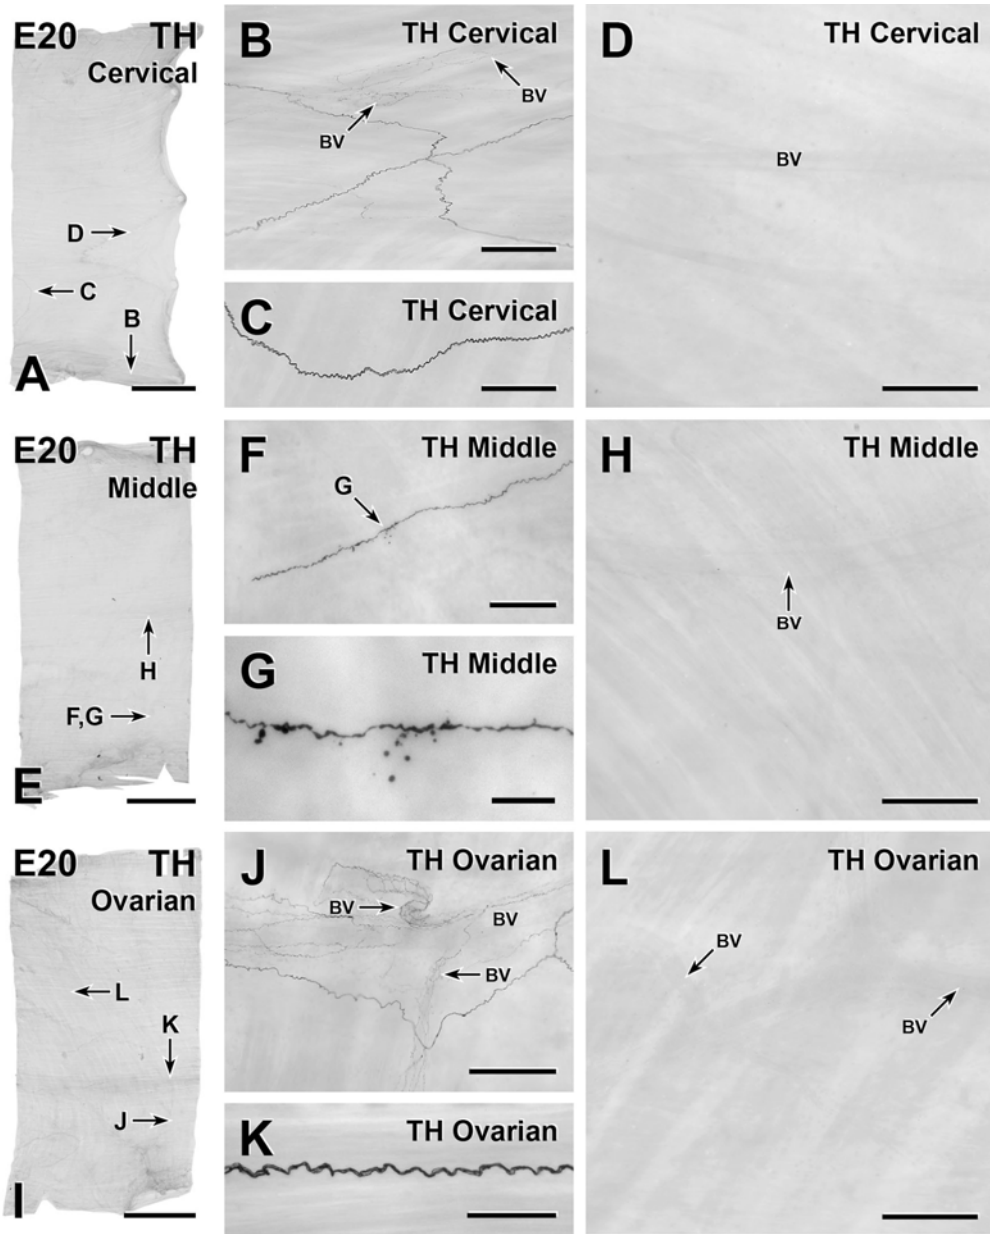 E20 TH
Cervical
D
C
B
A
B
TH Cervical
BV
BV
C
TH Cervical
D
TH Cervical
BV
E20 TH
Middle
H
F,G
E
F
TH Middle
G
G
TH Middle
H
TH Middle
BV
E20 TH
Ovarian
L
K
J
I
J
TH Ovarian
BV
BV
BV
K
TH Ovarian
L
TH Ovarian
BV
BV